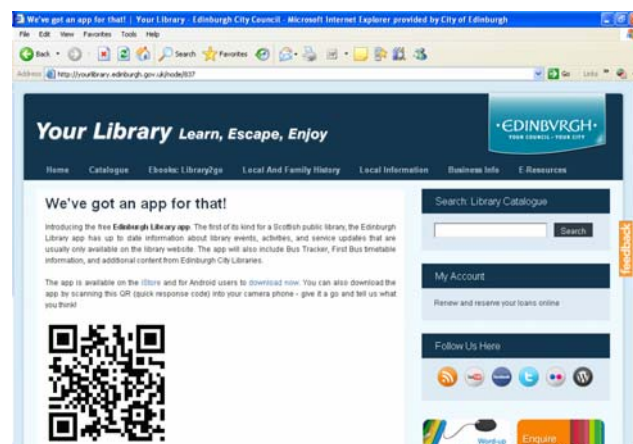 We've got an app for that! | Your Library - Edinburgh City Council - Microsoft Internet Explorer provided by City of Edinburgh
File Edit View Favorites Tools Help
Back Search Favorites
Address http://yourlibrary.edinburgh.gov.uk/node/837 Go Links
Your Library Learn, Escape, Enjoy
·EDINBVRGH·
YOUR COUNCIL - YOUR CITY
Home Catalogue Ebooks: Library2go Local And Family History Local Information Business Info E-Resources
We've got an app for that!
Introducing the free Edinburgh Library app. The first of its kind for a Scottish public library, the Edinburgh
Library app has up to date information about library events, activities, and service updates that are
usually only available on the library website. The app will also include Bus Tracker, First Bus timetable
information, and additional content from Edinburgh City Libraries.
The app is available on the iStore and for Android users to download now. You can also download the
app by scanning this QR (quick response code) into your camera phone - give it a go and tell us what
you think!
Search: Library Catalogue
Search
feedback
My Account
Renew and reserve your loans online
Follow Us Here
Word-up
Enquire